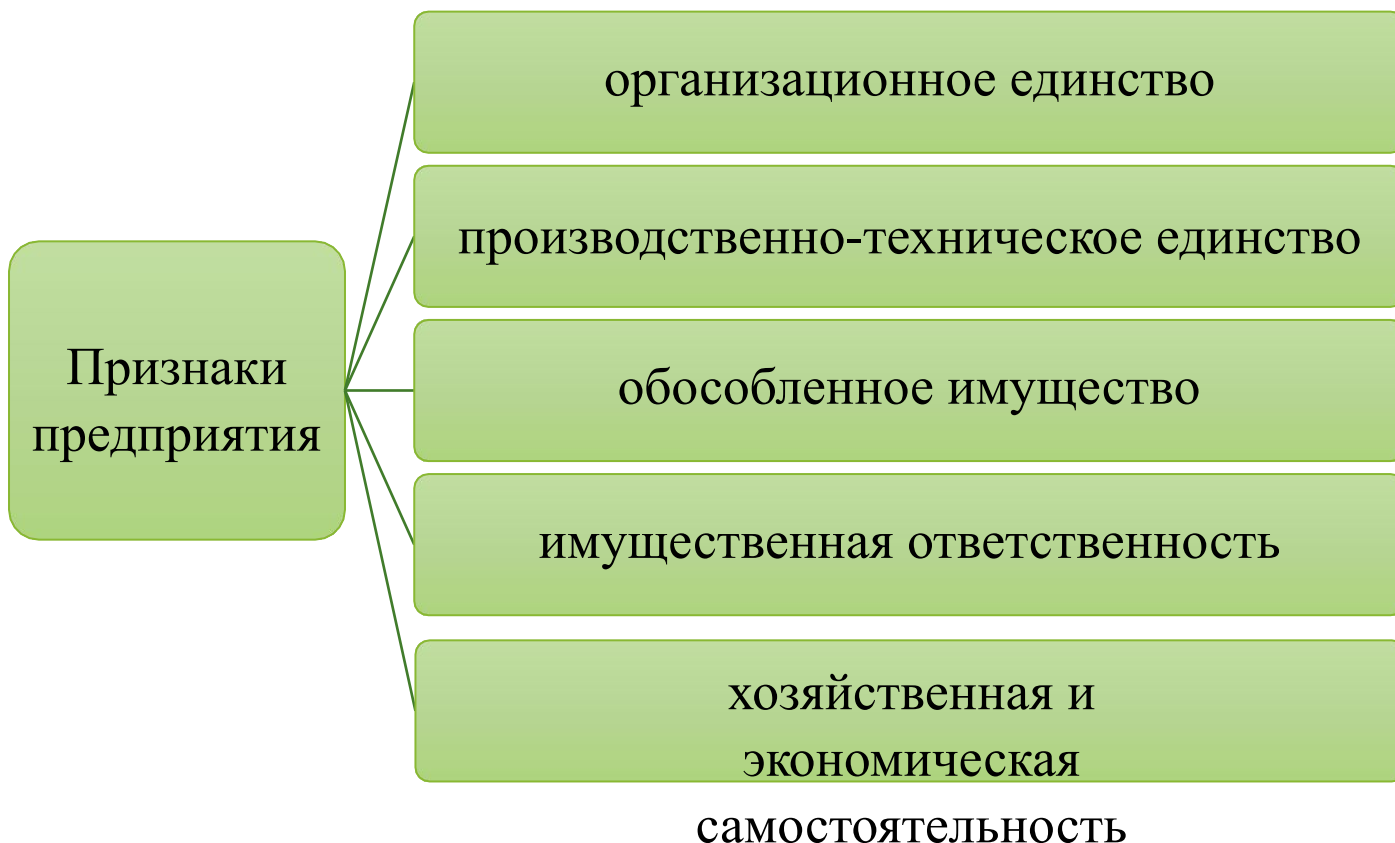 Признаки
предприятия
организационное единство
производственно-техническое единство
обособленное имущество
имущественная ответственность
хозяйственная и
экономическая
самостоятельность